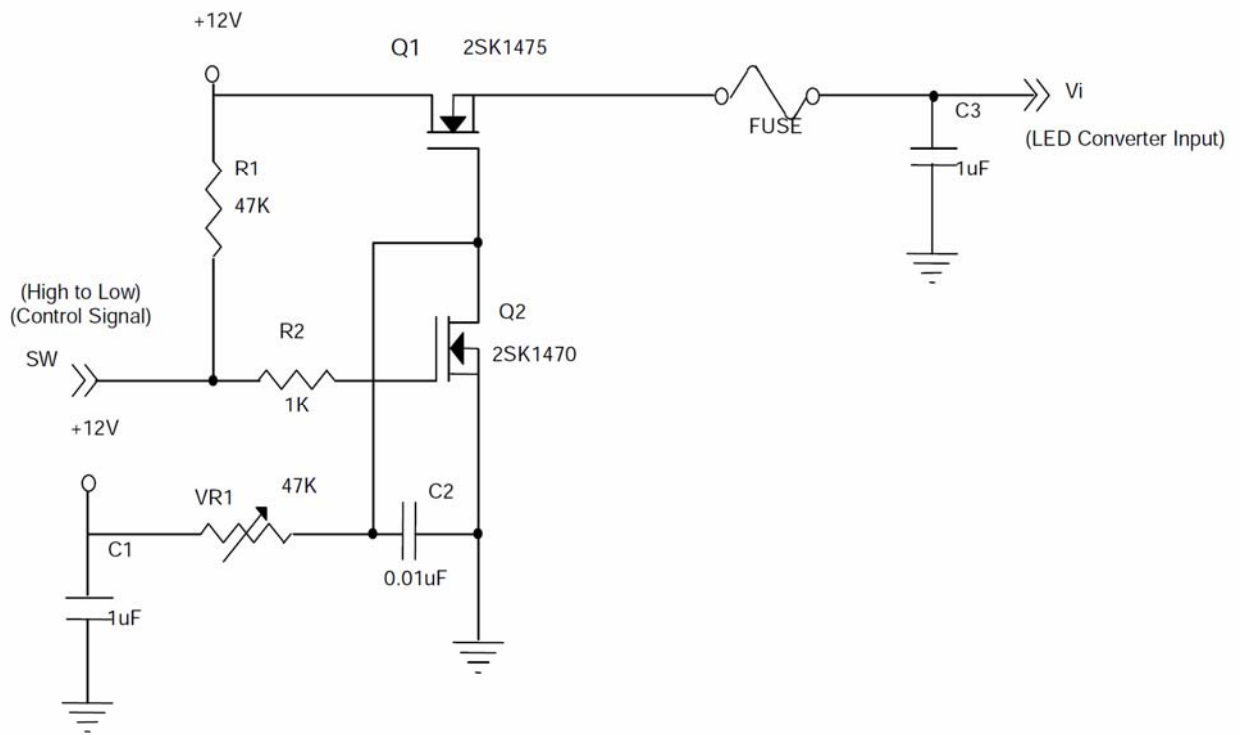 +12V
Q1
2SK1475
FUSE
C3
1uF
Vi
(LED Converter Input)
R1
47K
(High to Low)
(Control Signal)
SW
R2
1K
Q2
2SK1470
+12V
VR1
47K
C2
0.01uF
C1
1uF